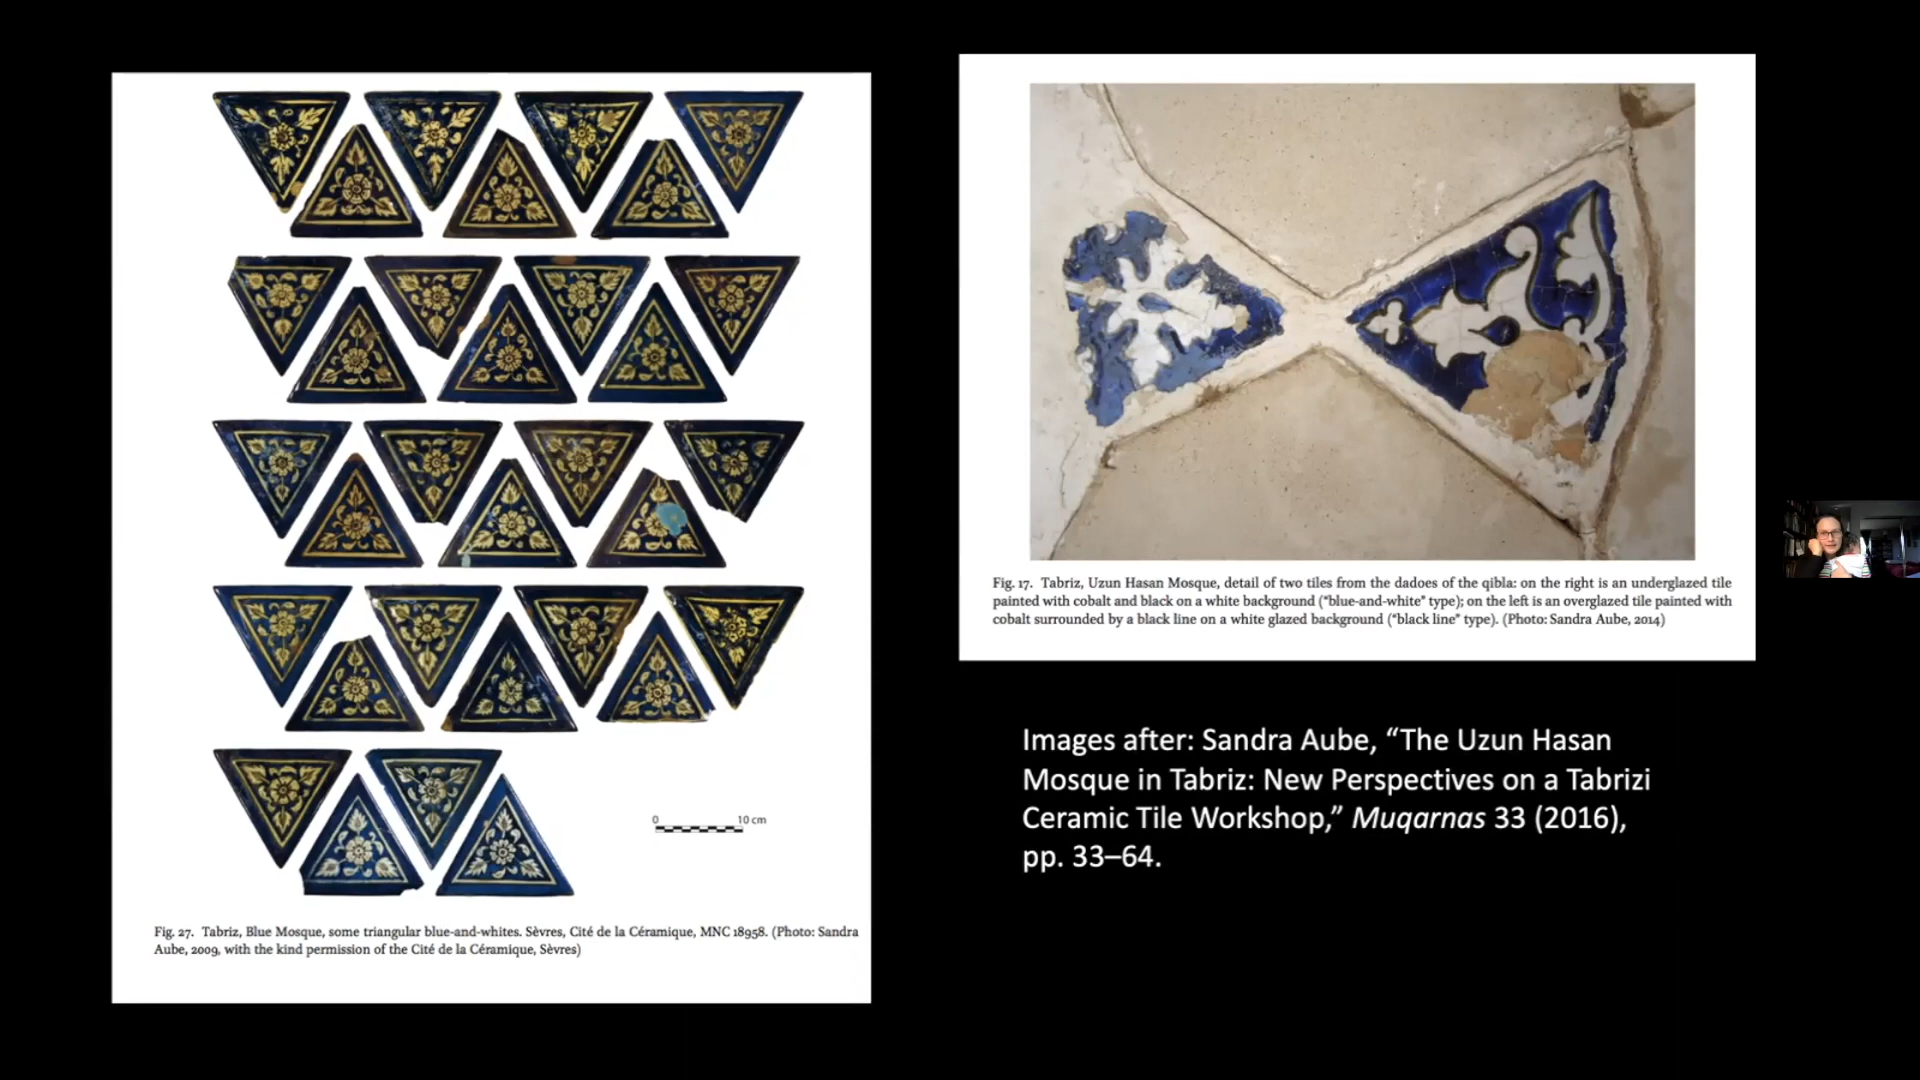 0 10 cm
Fig. 27. Tabriz, Blue Mosque, some triangular blue-and-whites. Sèvres, Cité de la Céramique, MNC 18958. (Photo: Sandra
Aube, 2009, with the kind permission of the Cité de la Céramique, Sèvres)
Fig. 17. Tabriz, Uzun Hasan Mosque, detail of two tiles from the dadoes of the qibla: on the right is an underglazed tile
painted with cobalt and black on a white background ("blue-and-white" type); on the left is an overglazed tile painted with
cobalt surrounded by a black line on a white glazed background ("black line" type). (Photo: Sandra Aube, 2014)
Images after: Sandra Aube, “The Uzun Hasan
Mosque in Tabriz: New Perspectives on a Tabrizi
Ceramic Tile Workshop,” Muqarnas 33 (2016),
pp. 33–64.